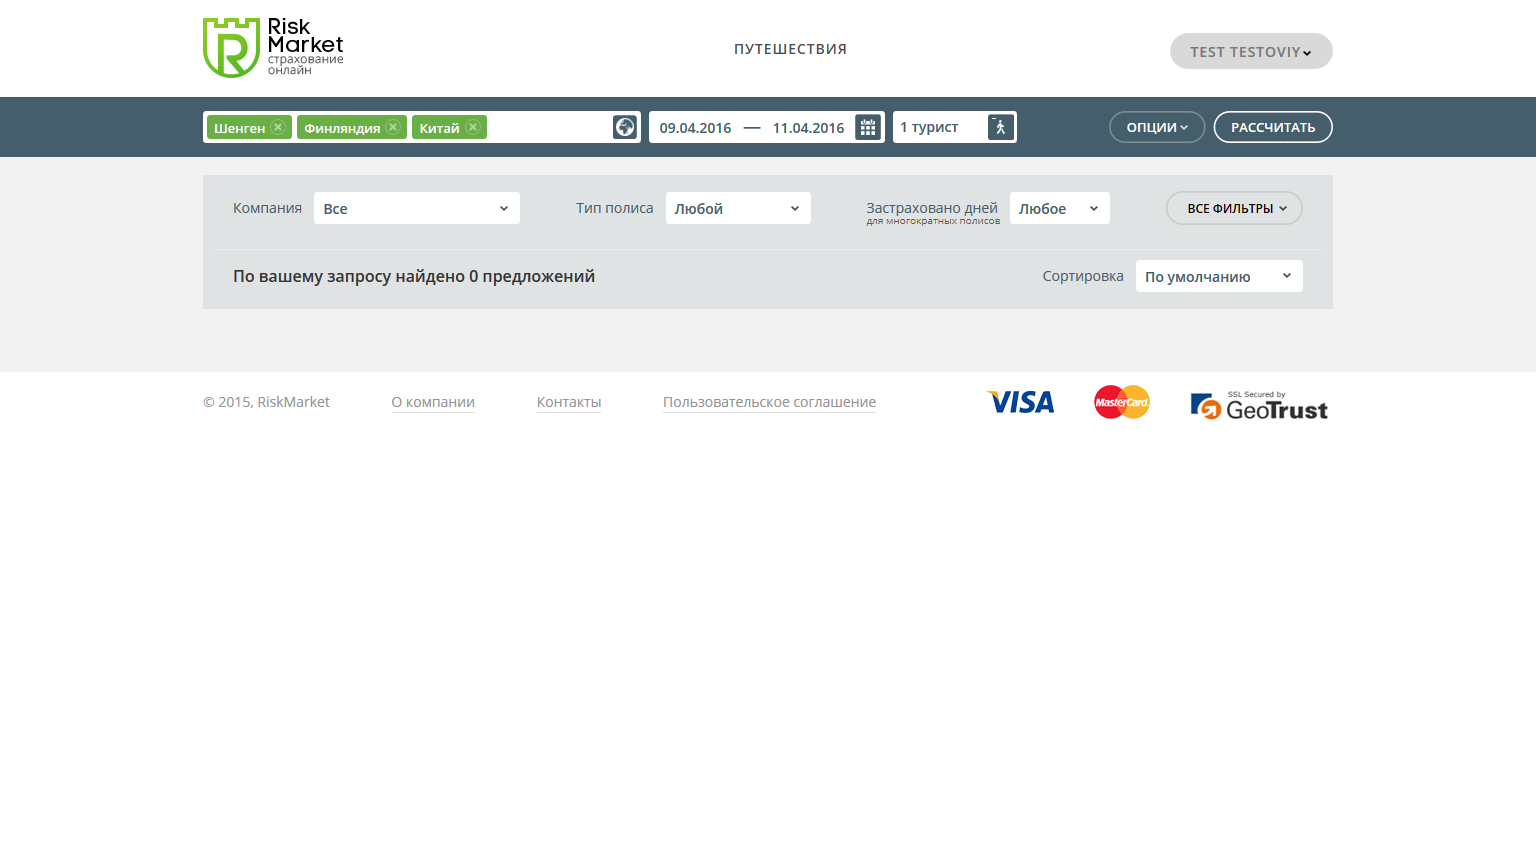 Risk
Market
страхование
онлайн
ПУТЕШЕСТВИЯ
TEST TESTOVIY
Шенген Финляндия Китай
09.04.2016 — 11.04.2016
1 турист
ОПЦИИ
РАССЧИТАТЬ
Компания Все
Тип полиса Любой
Застраховано дней Любое
для многократных полисов
ВСЕ ФИЛЬТРЫ
По вашему запросу найдено 0 предложений
Сортировка По умолчанию
© 2015, RiskMarket
О компании
Контакты
Пользовательское соглашение
VISA
MasterCard
SSL Secured by
GeoTrust